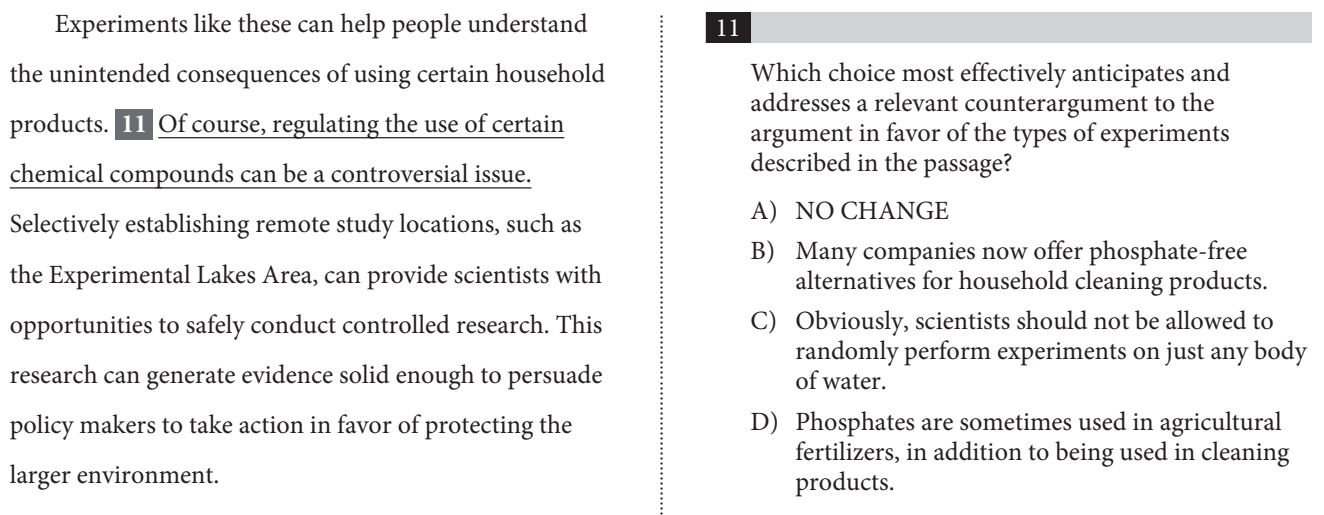 Experiments like these can help people understand
the unintended consequences of using certain household
products. 11 Of course, regulating the use of certain
chemical compounds can be a controversial issue.
Selectively establishing remote study locations, such as
the Experimental Lakes Area, can provide scientists with
opportunities to safely conduct controlled research. This
research can generate evidence solid enough to persuade
policy makers to take action in favor of protecting the
larger environment.
11
Which choice most effectively anticipates and
addresses a relevant counterargument to the
argument in favor of the types of experiments
described in the passage?
A) NO CHANGE
B) Many companies now offer phosphate-free
alternatives for household cleaning products.
C) Obviously, scientists should not be allowed to
randomly perform experiments on just any body
of water.
D) Phosphates are sometimes used in agricultural
fertilizers, in addition to being used in cleaning
products.